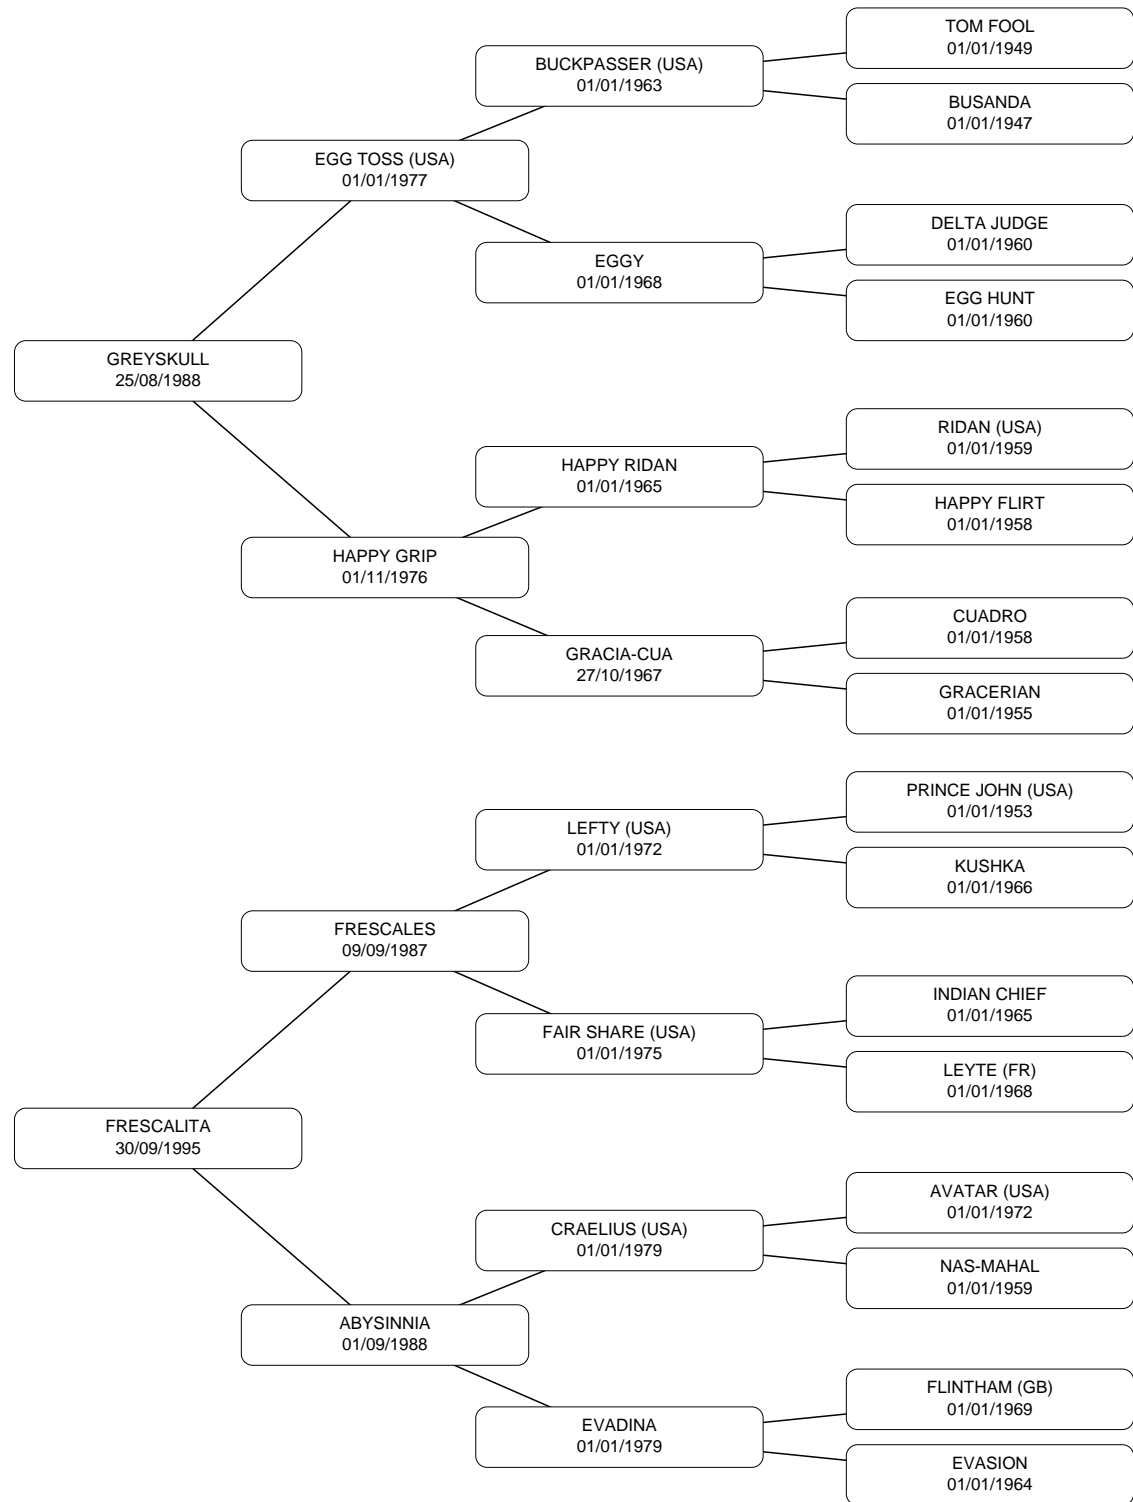 TOM FOOL
01/01/1949
BUCKPASSER (USA)
01/01/1963
BUSANDA
01/01/1947
EGG TOSS (USA)
01/01/1977
DELTA JUDGE
01/01/1960
EGGY
01/01/1968
EGG HUNT
01/01/1960
GREYSKULL
25/08/1988
RIDAN (USA)
01/01/1959
HAPPY RIDAN
01/01/1965
HAPPY FLIRT
01/01/1958
HAPPY GRIP
01/11/1976
CUADRO
01/01/1958
GRACIA-CUA
27/10/1967
GRACERIAN
01/01/1955
PRINCE JOHN (USA)
01/01/1953
LEFTY (USA)
01/01/1972
KUSHKA
01/01/1966
FRESCALES
09/09/1987
INDIAN CHIEF
01/01/1965
FAIR SHARE (USA)
01/01/1975
LEYTE (FR)
01/01/1968
FRESCALITA
30/09/1995
AVATAR (USA)
01/01/1972
CRAELIUS (USA)
01/01/1979
NAS-MAHAL
01/01/1959
ABYSINNIA
01/09/1988
FLINTHAM (GB)
01/01/1969
EVADINA
01/01/1979
EVASION
01/01/1964